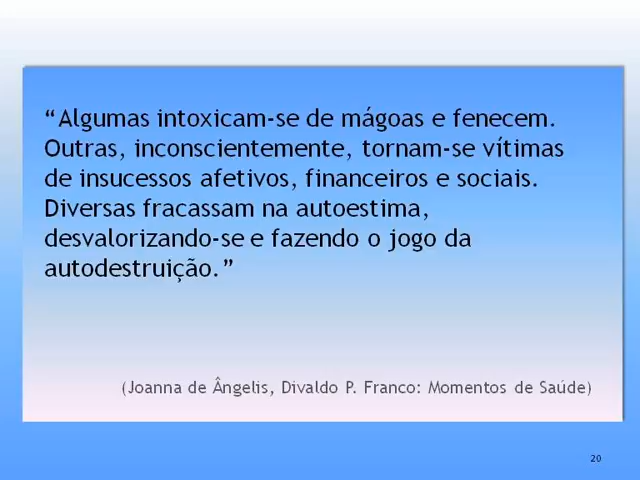 “Algumas intoxicam-se de mágoas e fenecem.
Outras, inconscientemente, tornam-se vítimas
de insucessos afetivos, financeiros e sociais.
Diversas fracassam na autoestima,
desvalorizando-se e fazendo o jogo da
autodestruição.”
(Joanna de Ângelis, Divaldo P. Franco: Momentos de Saúde)
20